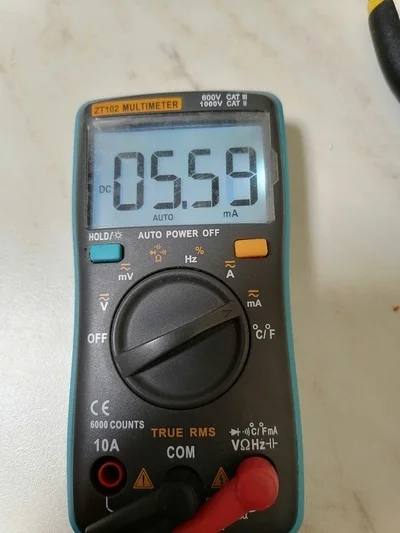 ZT102 MULTIMETER
600V CAT III
1000V CAT II
DC 05.59
AUTO mA
HOLD/☼ AUTO POWER OFF
Hz %
mV
A
V
mA
OFF
°C/°F
CE
6000 COUNTS
TRUE RMS
°C/°F mA
10A
COM
VΩHz